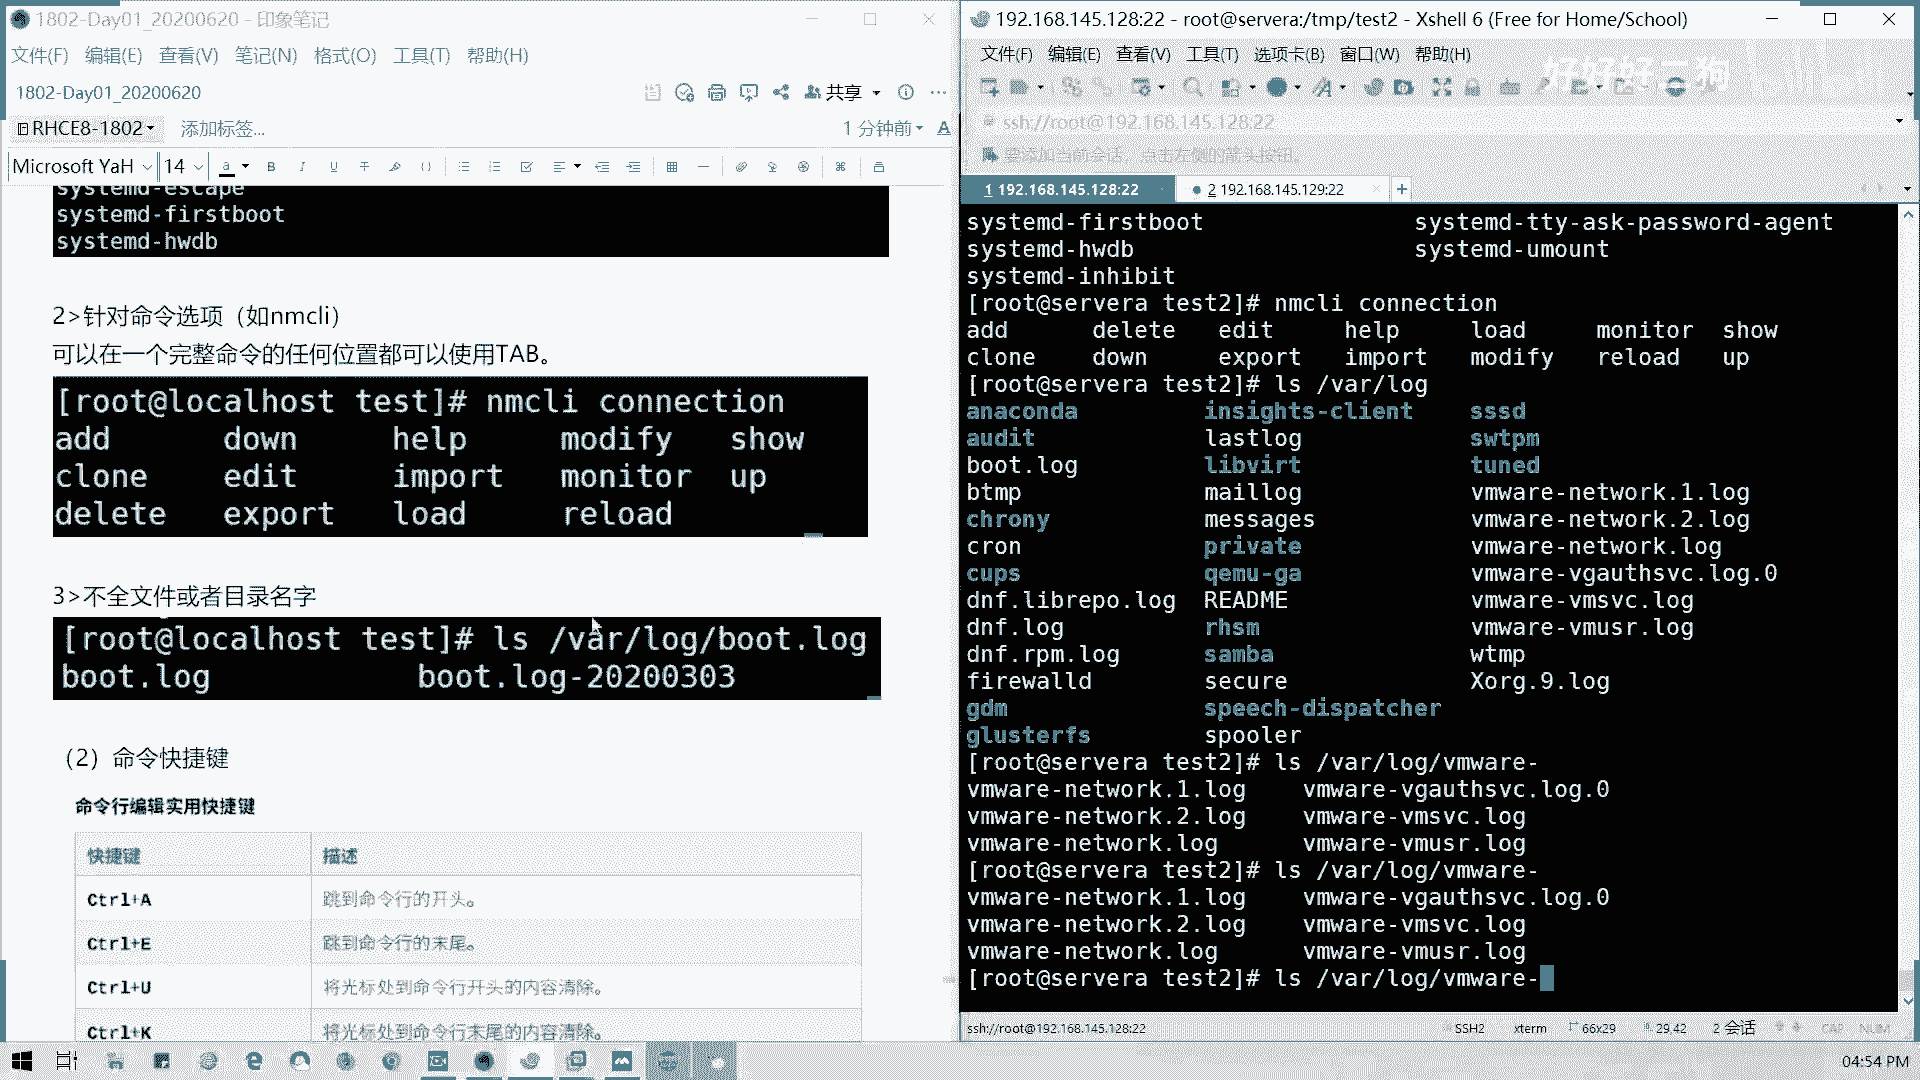 1802-Day01_20200620 - 印象笔记
文件(F) 编辑(E) 查看(V) 笔记(N) 格式(O) 工具(T) 帮助(H)
1802-Day01_20200620
共享
RHCE8-1802 添加标签...
1 分钟前
Microsoft YaH 14
systemd-escape
systemd-firstboot
systemd-hwdb
2>针对命令选项（如nmcli）
可以在一个完整命令的任何位置都可以使用TAB。
[root@localhost test]# nmcli connection
add down help modify show
clone edit import monitor up
delete export load reload
3>不全文件或者目录名字
[root@localhost test]# ls /var/log/boot.log
boot.log boot.log-20200303
（2）命令快捷键
命令行编辑实用快捷键
快捷键 描述
Ctrl+A 跳到命令行的开头。
Ctrl+E 跳到命令行的末尾。
Ctrl+U 将光标处到命令行开头的内容清除。
Ctrl+K 将光标处到命令行末尾的内容清除。
192.168.145.128:22 - root@servera:/tmp/test2 - Xshell 6 (Free for Home/School)
文件(F) 编辑(E) 查看(V) 工具(T) 选项卡(B) 窗口(W) 帮助(H)
好好好二狗
ssh://root@192.168.145.128:22
要添加当前会话，点击左侧的箭头按钮。
1 192.168.145.128:22 2 192.168.145.129:22
systemd-firstboot systemd-tty-ask-password-agent
systemd-hwdb systemd-umount
systemd-inhibit
[root@servera test2]# nmcli connection
add delete edit help load monitor show
clone down export import modify reload up
[root@servera test2]# ls /var/log
anaconda insights-client sssd
audit lastlog swtpm
boot.log libvirt tuned
btmp maillog vmware-network.1.log
chrony messages vmware-network.2.log
cron private vmware-network.log
cups qemu-ga vmware-vgauthsvc.log.0
dnf.librepo.log README vmware-vmsvc.log
dnf.log rhsm vmware-vmusr.log
dnf.rpm.log samba wtmp
firewalld secure Xorg.9.log
gdm speech-dispatcher
glusterfs spooler
[root@servera test2]# ls /var/log/vmware-
vmware-network.1.log vmware-vgauthsvc.log.0
vmware-network.2.log vmware-vmsvc.log
vmware-network.log vmware-vmusr.log
[root@servera test2]# ls /var/log/vmware-
vmware-network.1.log vmware-vgauthsvc.log.0
vmware-network.2.log vmware-vmsvc.log
vmware-network.log vmware-vmusr.log
[root@servera test2]# ls /var/log/vmware-
ssh://root@192.168.145.128:22 SSH2 xterm 66x29 29,42 2 会话 CAP NUM
04:54 PM